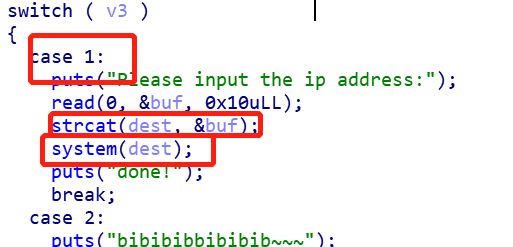 switch ( v3 )
{
case 1:
puts("Please input the ip address:");
read(0, &buf, 0x10uLL);
strcat(dest, &buf);
system(dest);
puts("done!");
break;
case 2:
puts("bibibibbibibib~~~");